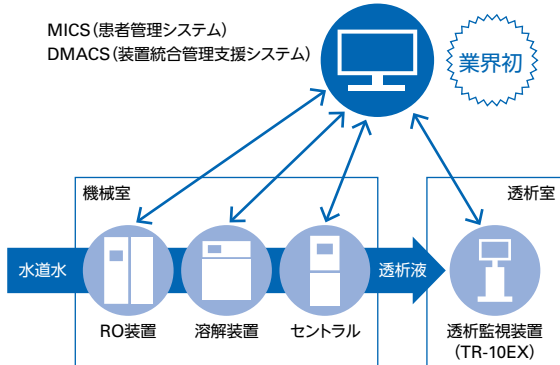 MICS(患者管理システム)
DMACS(装置統合管理支援システム)
業界初
機械室
透析室
水道水
透析液
RO装置
溶解装置
セントラル
透析監視装置
(TR-10EX)